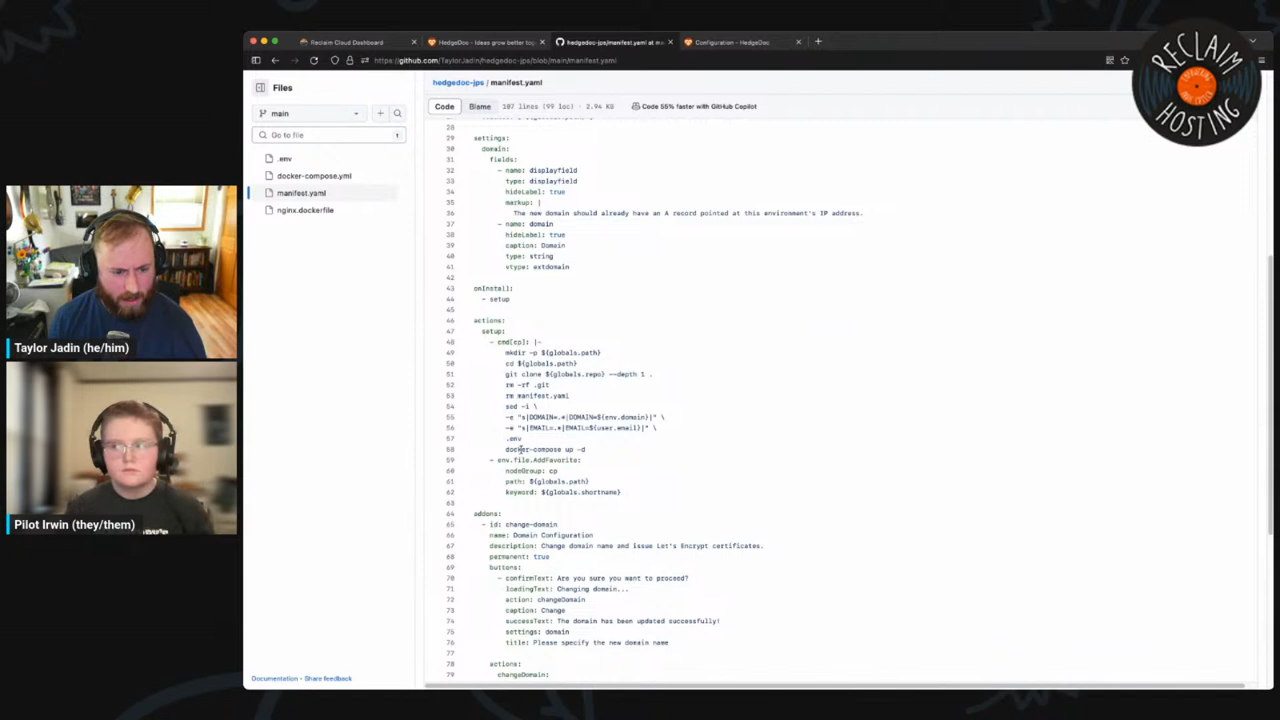 Reclaim Cloud Dashboard
HedgeDoc - Ideas grow better to
hedgedoc-jps/manifest.yaml at m
Configuration - HedgeDoc
https://github.com/TaylorJadin/hedgedoc-jps/blob/main/manifest.yaml
RECLAIM
HOSTING
Files
main
Go to file
t
.env
docker-compose.yml
manifest.yaml
nginx.dockerfile
Documentation • Share feedback
hedgedoc-jps / manifest.yaml
Code Blame 107 lines (99 loc) · 2.94 KB Code 55% faster with GitHub Copilot
28
29 settings:
30 domain:
31 fields:
32 - name: displayfield
33 type: displayfield
34 hideLabel: true
35 markup: |
36 The new domain should already have an A record pointed at this environment's IP address.
37 - name: domain
38 hideLabel: true
39 caption: Domain
40 type: string
41 vtype: extdomain
42
43 onInstall:
44 - setup
45
46 actions:
47 setup:
48 - cmd[cp]: |-
49 mkdir -p ${globals.path}
50 cd ${globals.path}
51 git clone ${globals.repo} --depth 1 .
52 rm -rf .git
53 rm manifest.yaml
54 sed -i \
55 -e "s|DOMAIN=.*|DOMAIN=${env.domain}|" \
56 -e "s|EMAIL=.*|EMAIL=${user.email}|" \
57 .env
58 docker-compose up -d
59 - env.file.AddFavorite:
60 nodeGroup: cp
61 path: ${globals.path}
62 keyword: ${globals.shortname}
63
64 addons:
65 - id: change-domain
66 name: Domain Configuration
67 description: Change domain name and issue Let's Encrypt certificates.
68 permanent: true
69 buttons:
70 - confirmText: Are you sure you want to proceed?
71 loadingText: Changing domain...
72 action: changeDomain
73 caption: Change
74 successText: The domain has been updated successfully!
75 settings: domain
76 title: Please specify the new domain name
77
78 actions:
79 changeDomain:
Taylor Jadin (he/him)
Pilot Irwin (they/them)